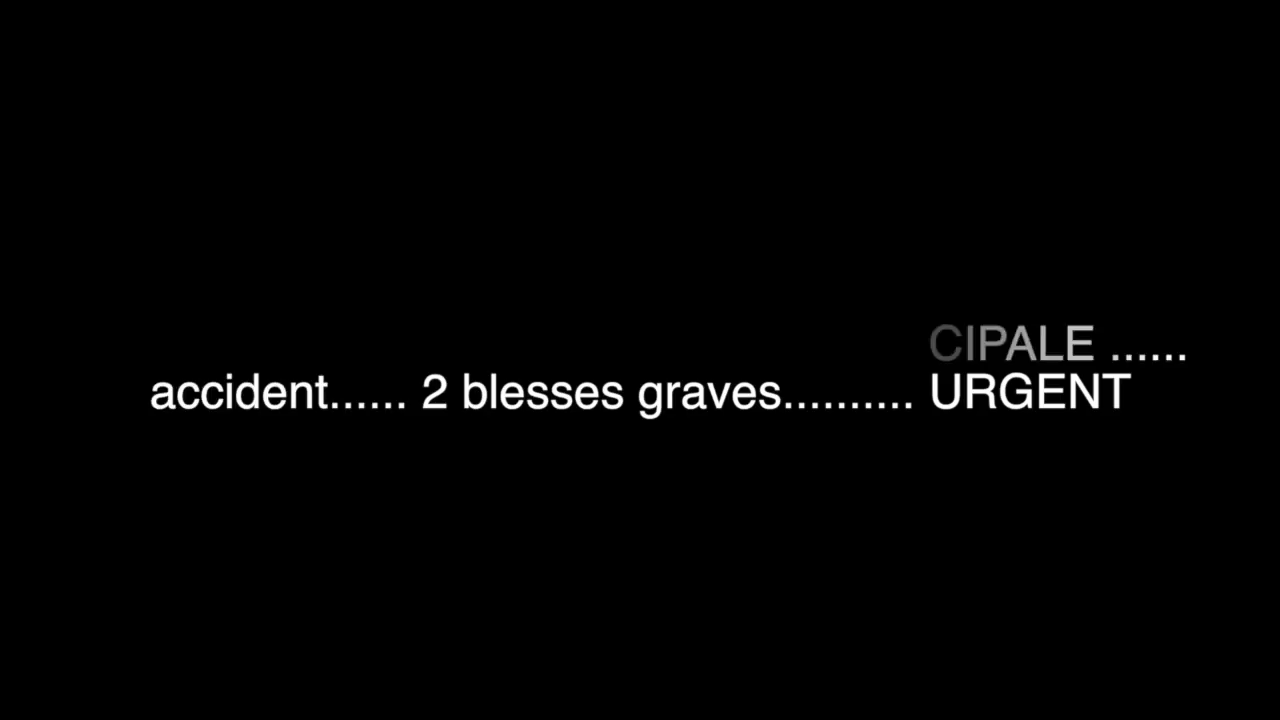 CIPALE ......
accident...... 2 blesses graves.......... URGENT